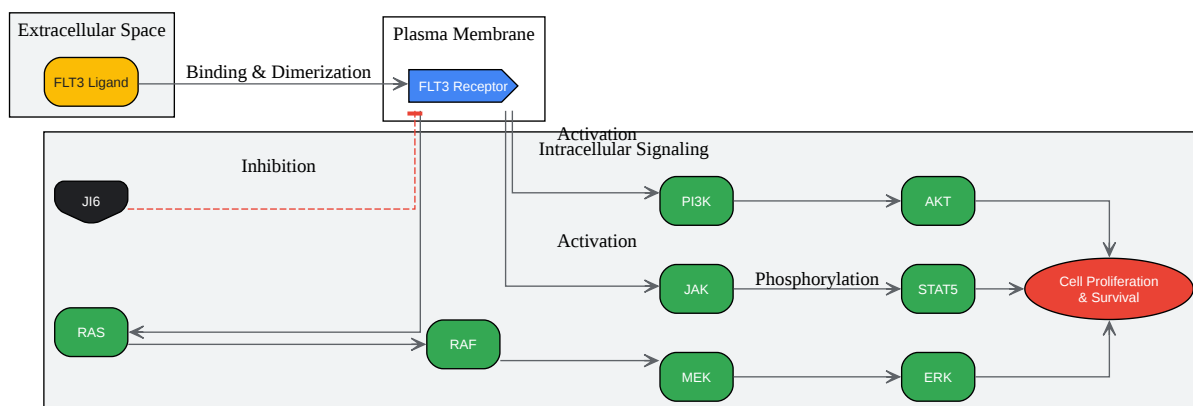 Extracellular Space
FLT3 Ligand
Binding & Dimerization
Plasma Membrane
FLT3 Receptor
Activation
Intracellular Signaling
Inhibition
JI6
PI3K
AKT
Activation
JAK
Phosphorylation
STAT5
Cell Proliferation
& Survival
RAS
RAF
MEK
ERK